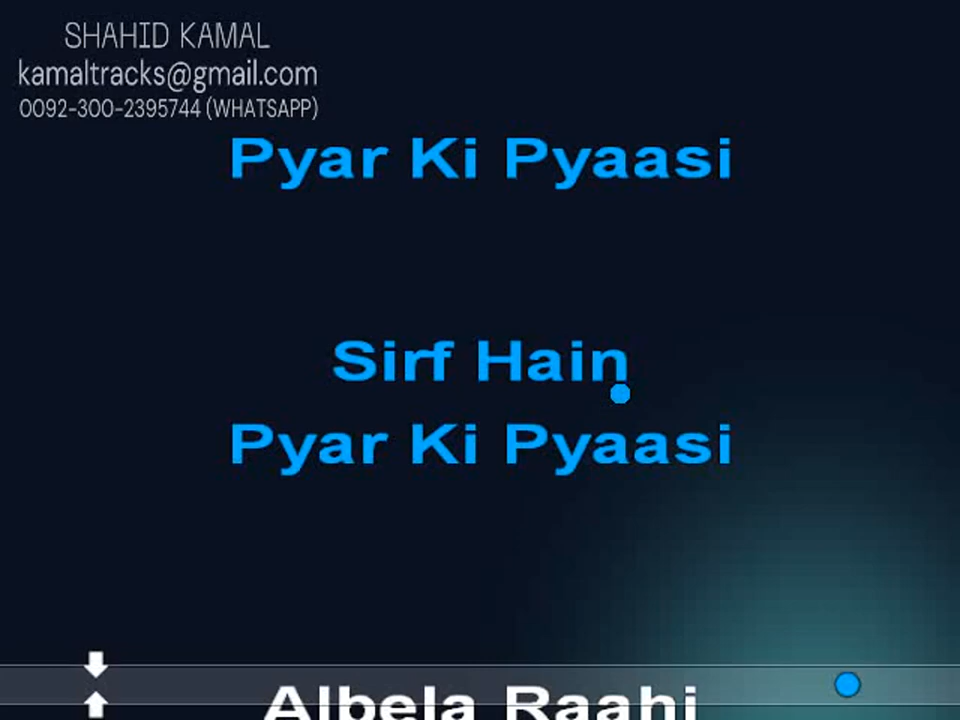 SHAHID KAMAL
kamaltracks@gmail.com
0092-300-2395744 (WHATSAPP)
Pyar Ki Pyaasi
Sirf Hain
Pyar Ki Pyaasi
Albela Raahi